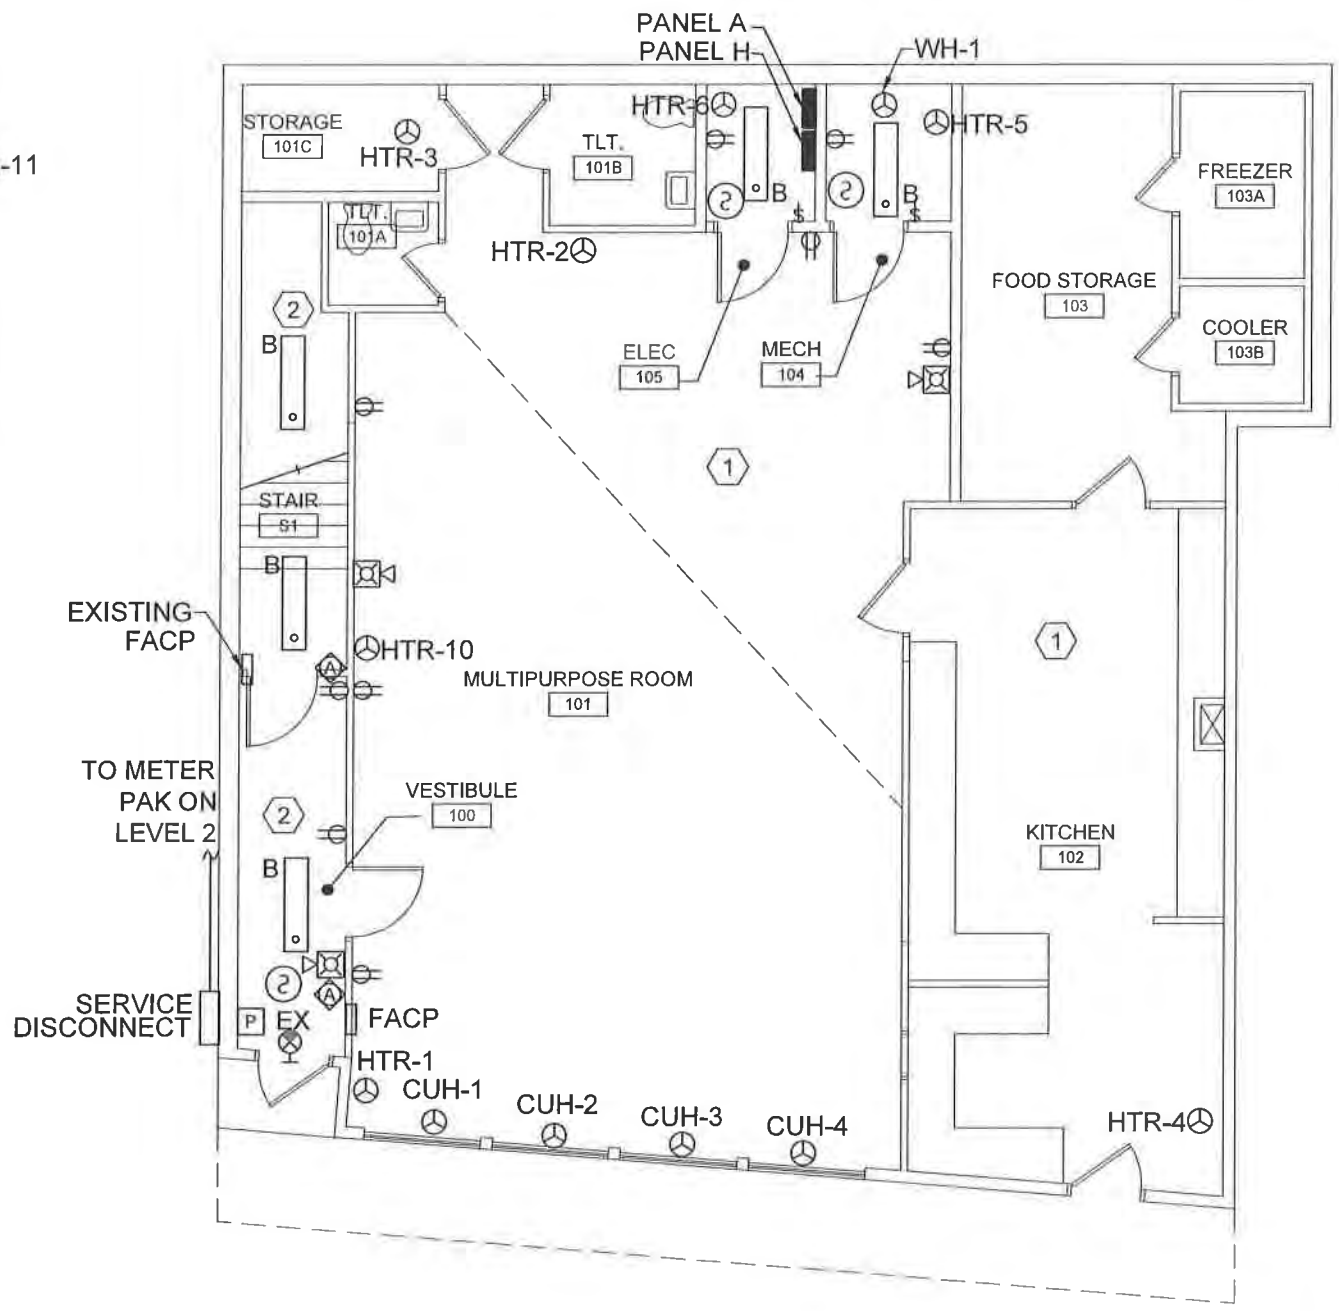 PANEL A
PANEL H
WH-1
STORAGE
101C
HTR-3
TLT.
101B
HTR-6
HTR-5
FREEZER
103A
-11
TLT.
101A
B
B
$
$
HTR-2
FOOD STORAGE
103
COOLER
103B
2
B
ELEC
105
MECH
104
1
STAIR
S1
B
EXISTING
FACP
A
HTR-10
MULTIPURPOSE ROOM
101
1
TO METER
PAK ON
LEVEL 2
2
VESTIBULE
100
KITCHEN
102
B
A
SERVICE
DISCONNECT
P
EX
FACP
HTR-1
CUH-1
CUH-2
CUH-3
CUH-4
HTR-4